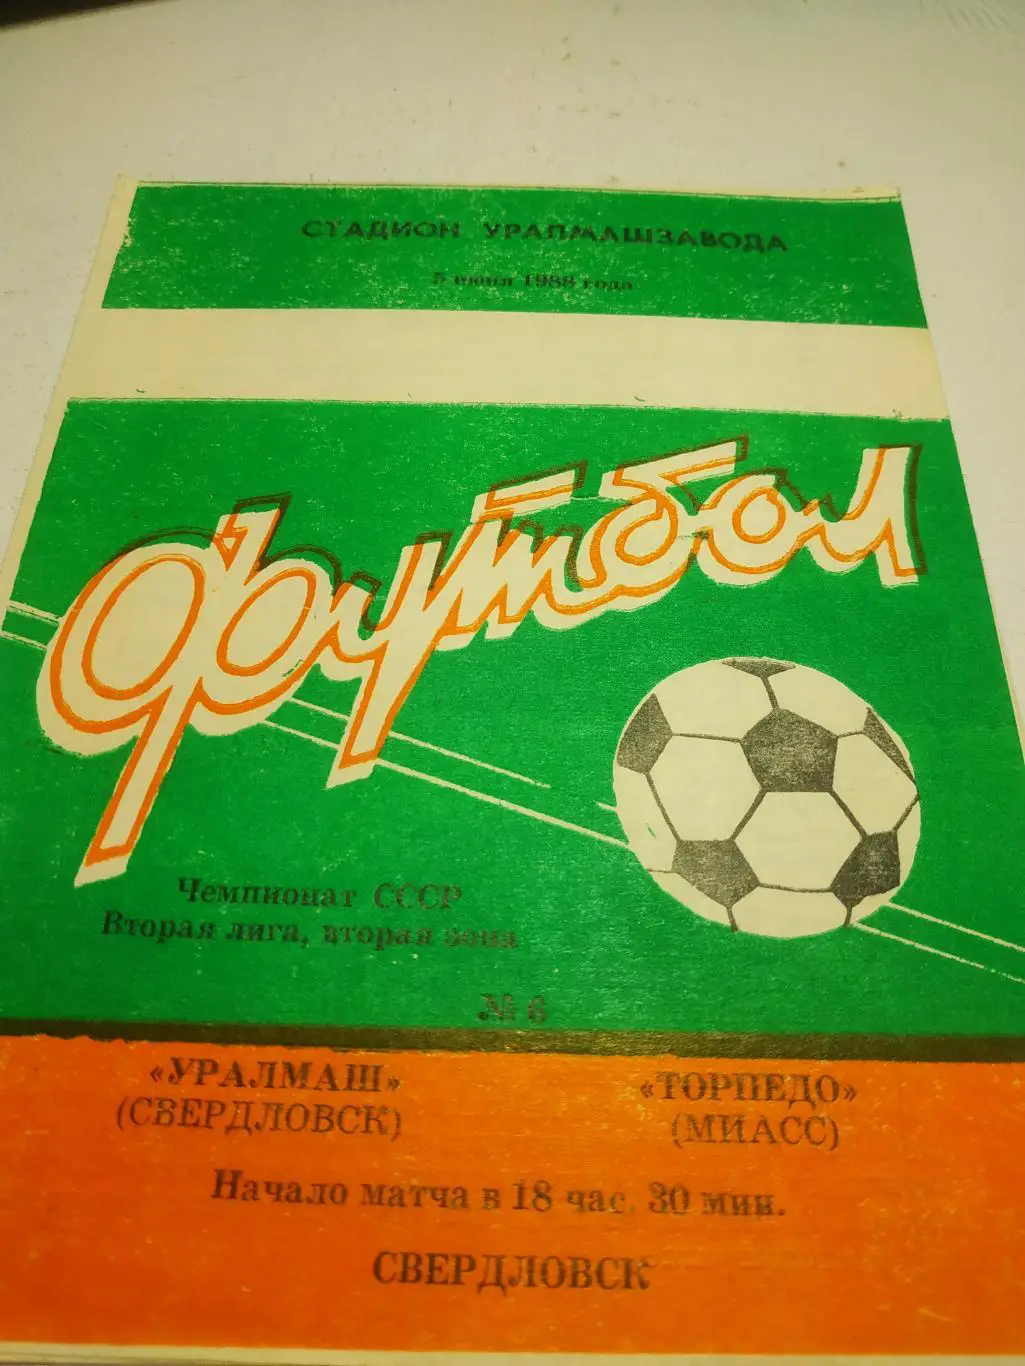 СТАДИОН УРАЛМАШЗАВОДА
5 июня 1988 года
Футбол
Чемпионат СССР
Вторая лига, вторая зона
№ 6
«УРАЛМАШ» «ТОРПЕДО»
(СВЕРДЛОВСК) (МИАСС)
Начало матча в 18 час. 30 мин.
СВЕРДЛОВСК